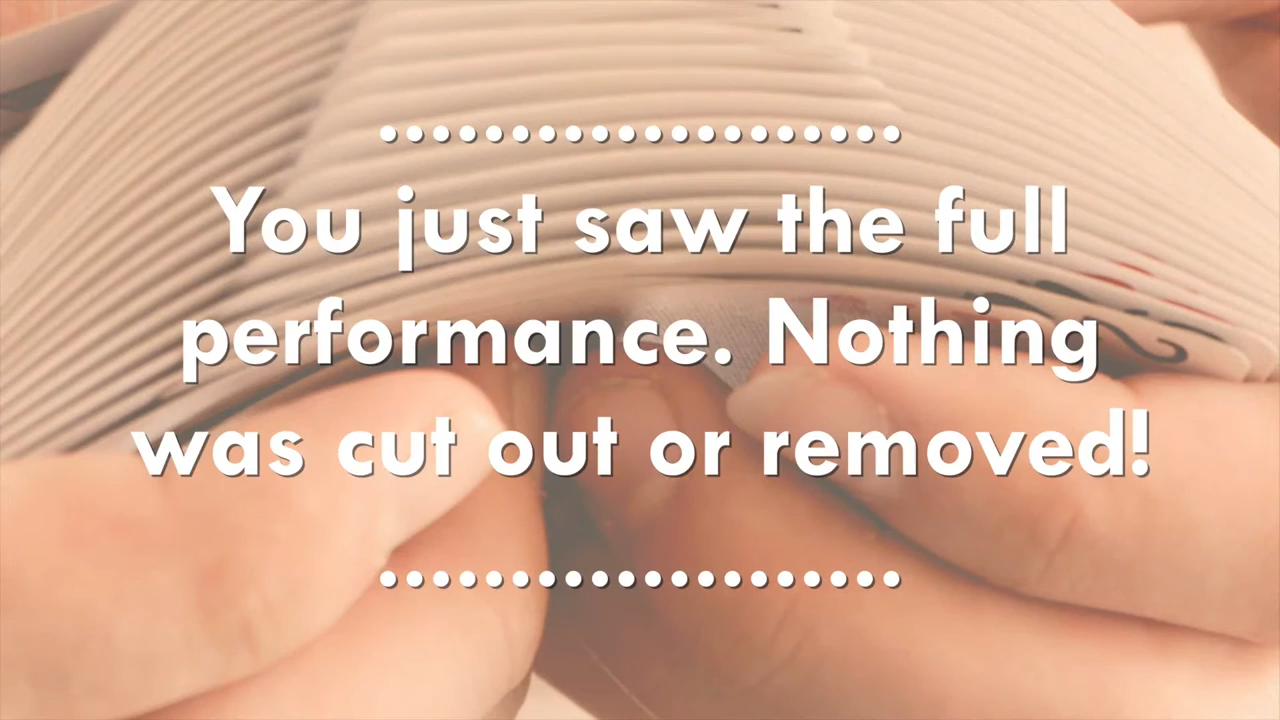 You just saw the full
performance. Nothing
was cut out or removed!